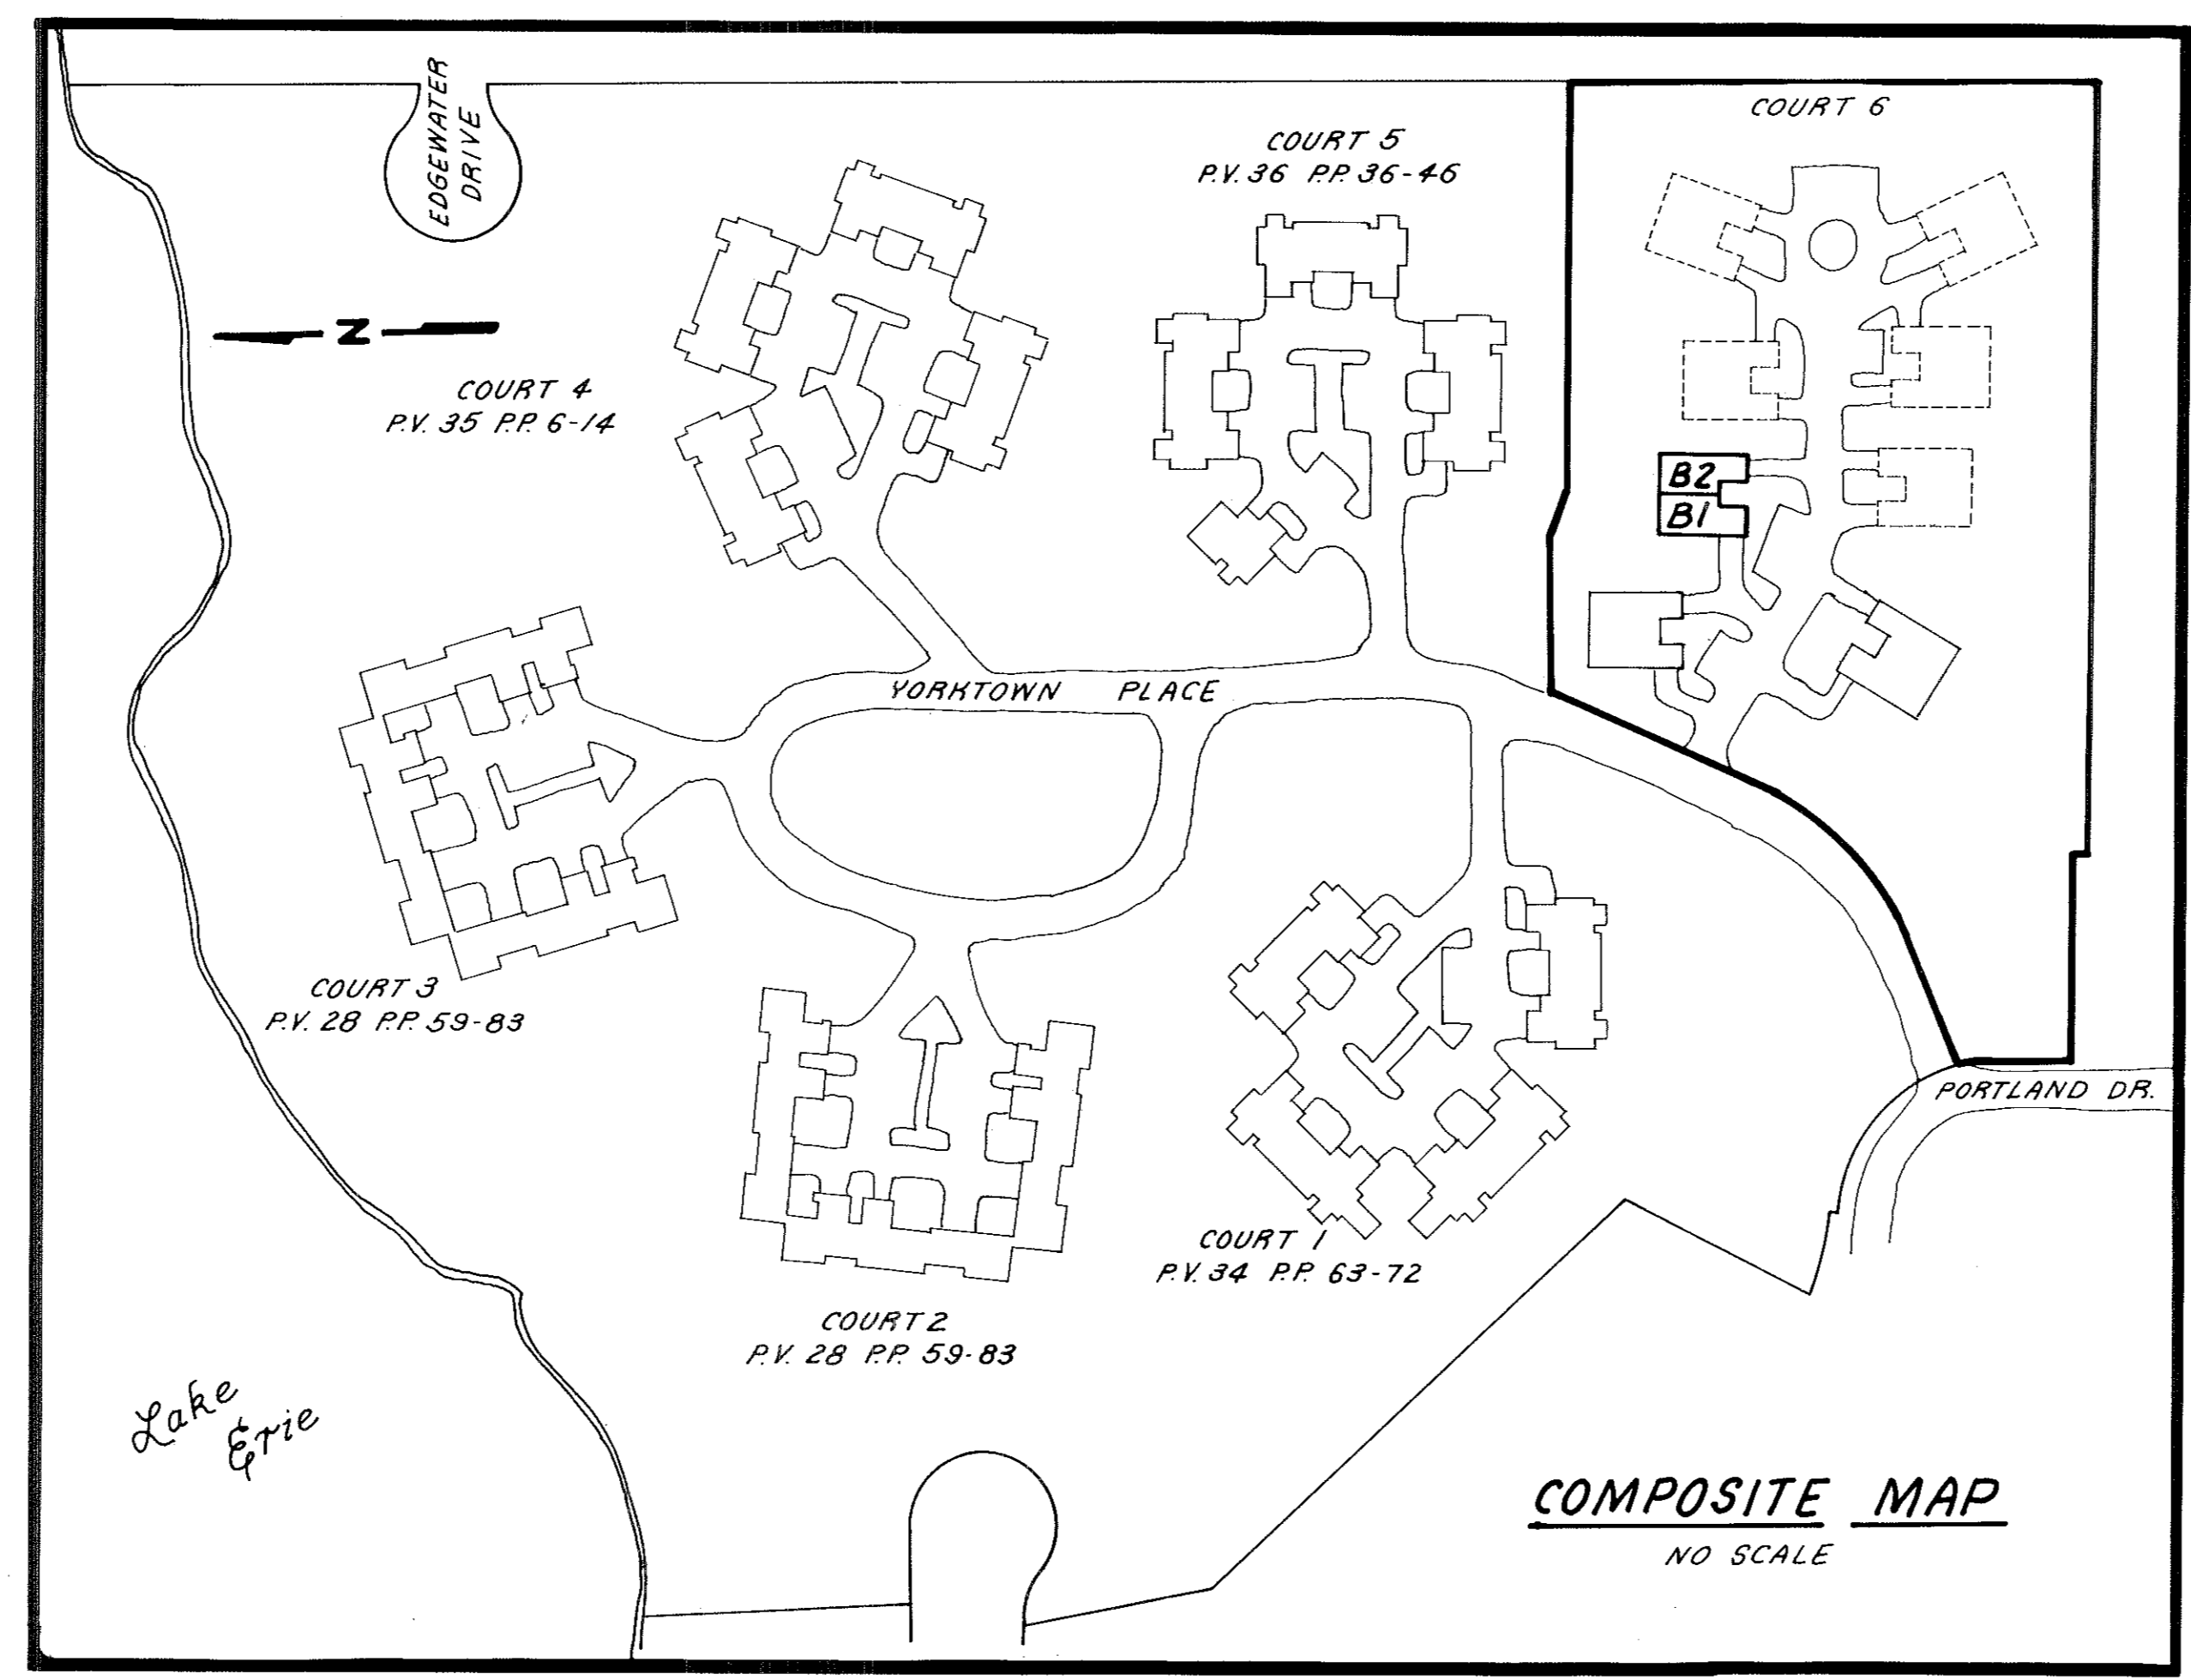 EDGEWATER
DRIVE
COURT 6
COURT 5
P.V. 36 P.P. 36-46
N
COURT 4
P.V. 35 P.P. 6-14
B2
B1
YORKTOWN PLACE
COURT 3
P.V. 28 P.P. 59-83
PORTLAND DR.
COURT 1
P.V. 34 P.P. 63-72
COURT 2
P.V. 28 P.P. 59-83
Lake
Erie
COMPOSITE MAP
NO SCALE